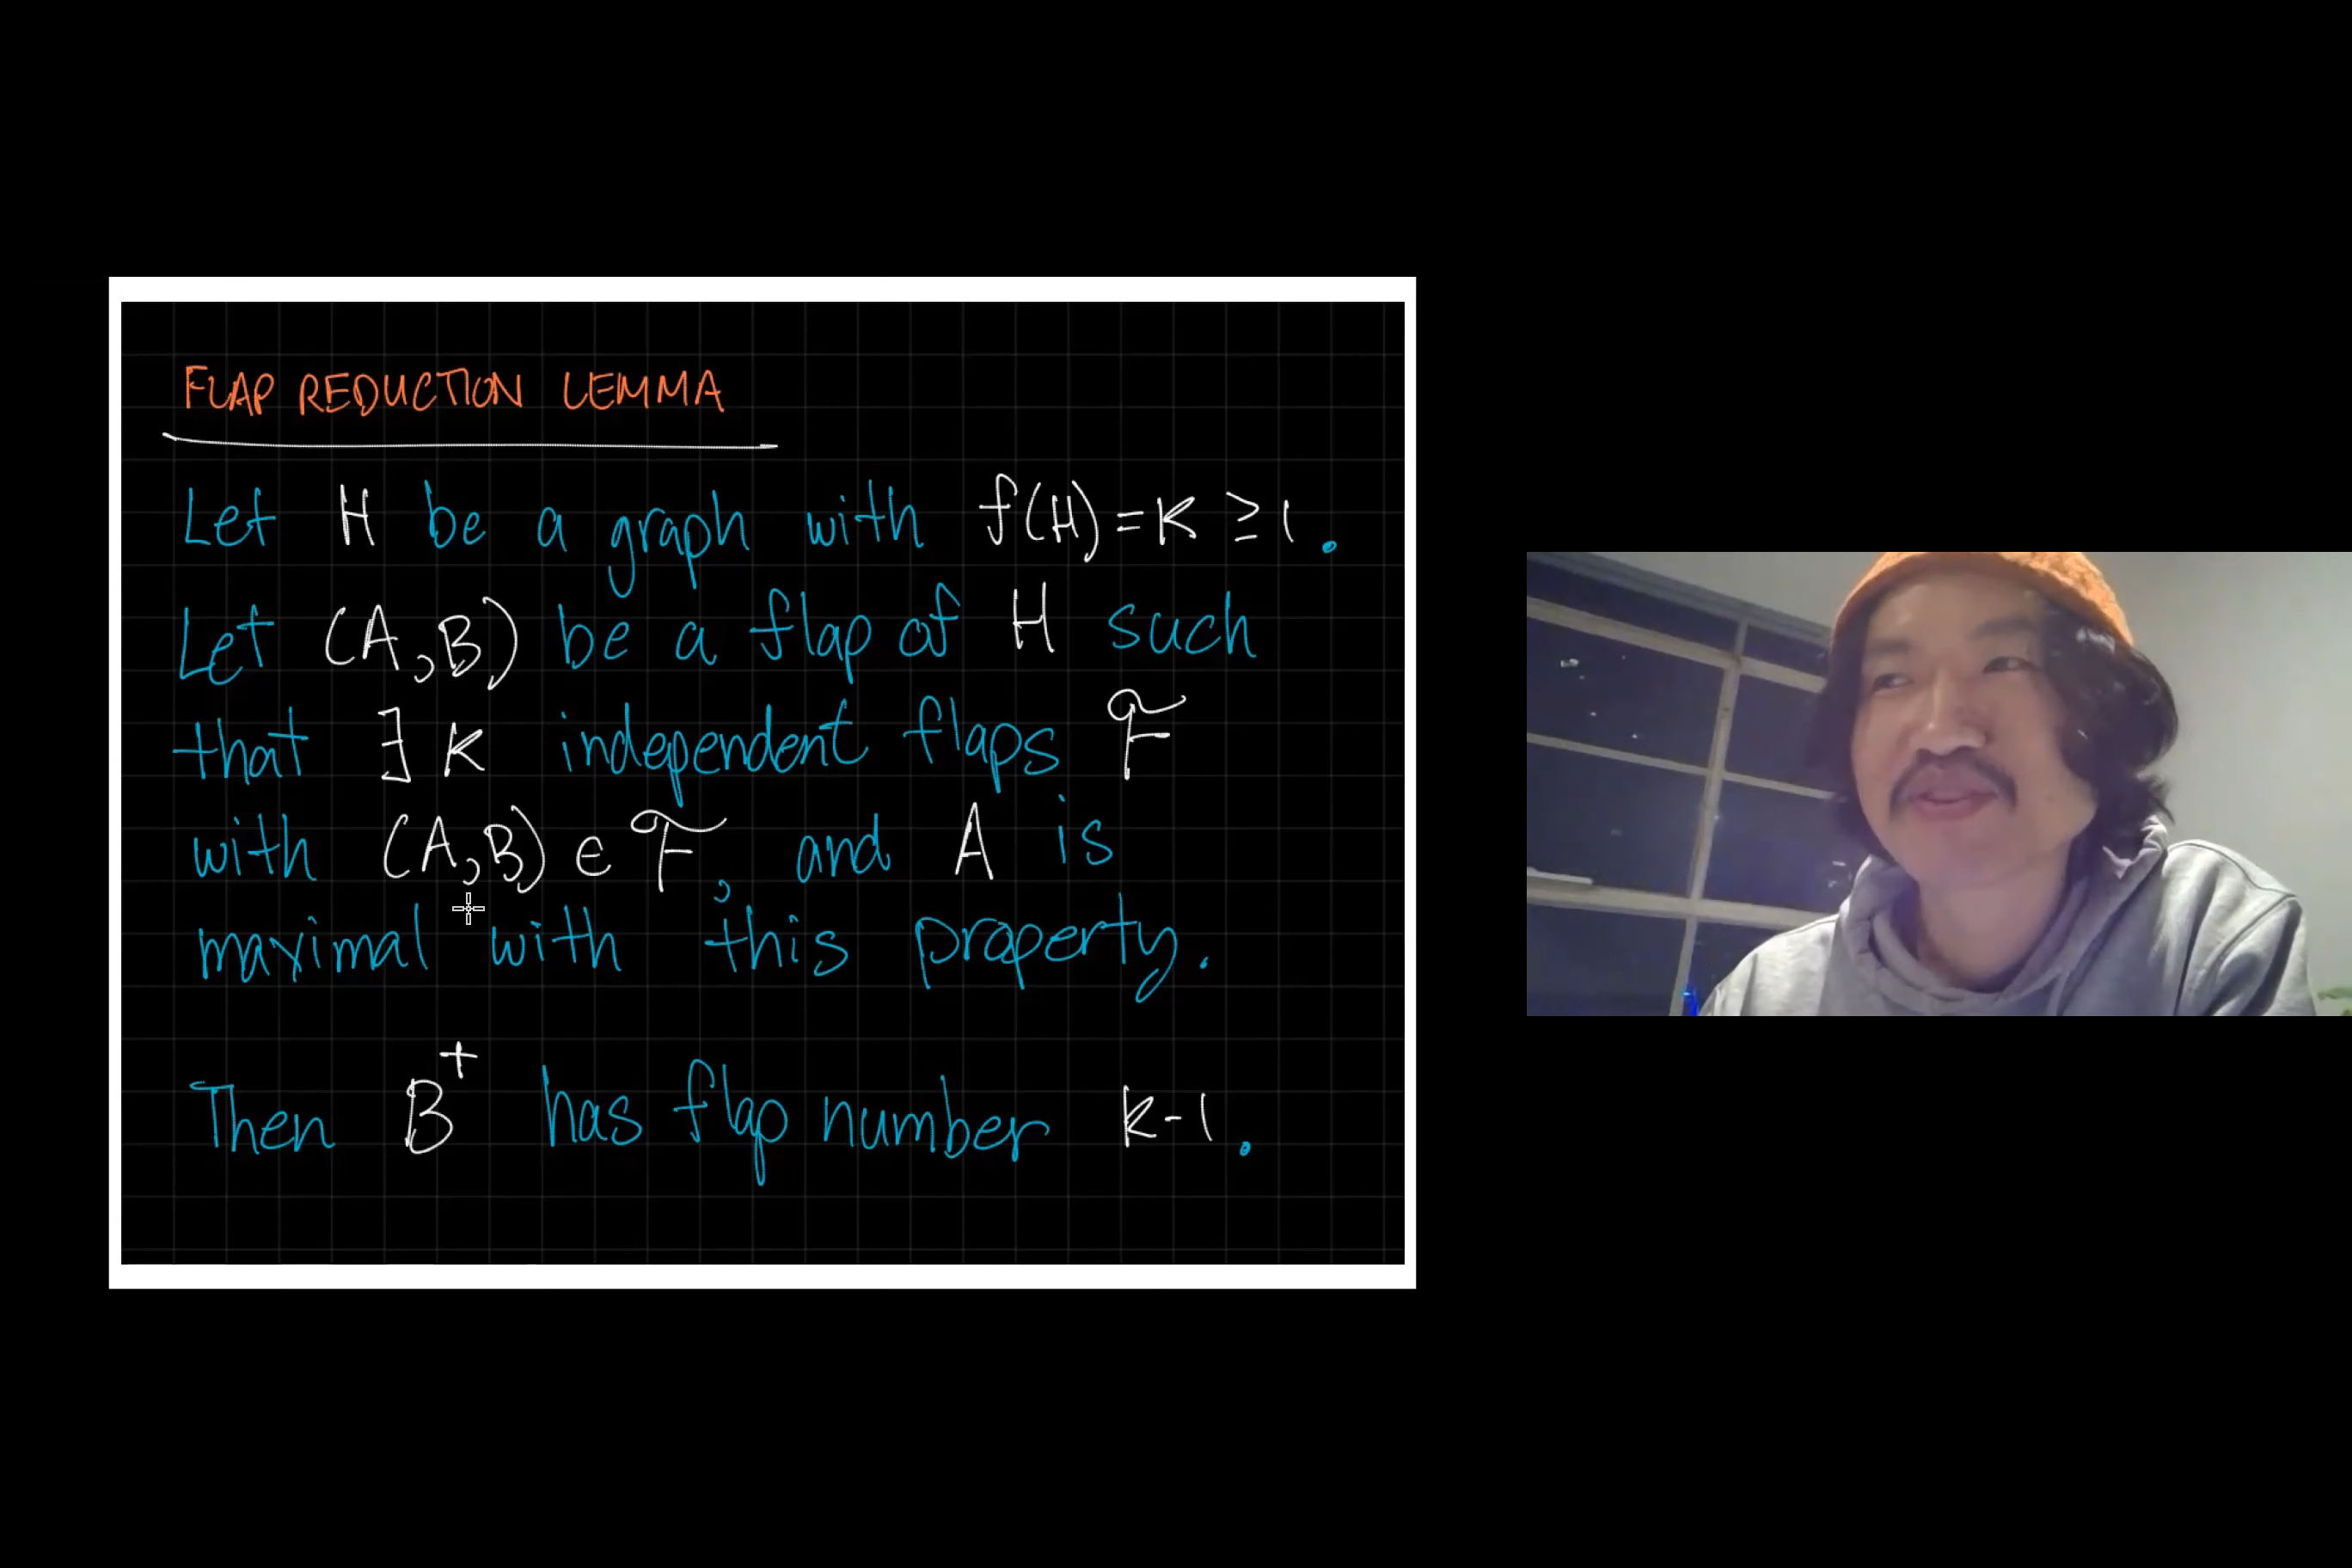 FLAP REDUCTION LEMMA
Let H be a graph with f(H) = K ≥ 1.
Let (A, B) be a flap of H such
that ∃ K independent flaps ℱ
with (A, B) ∈ ℱ, and A is
maximal with this property.
Then B⁺ has flap number K-1.